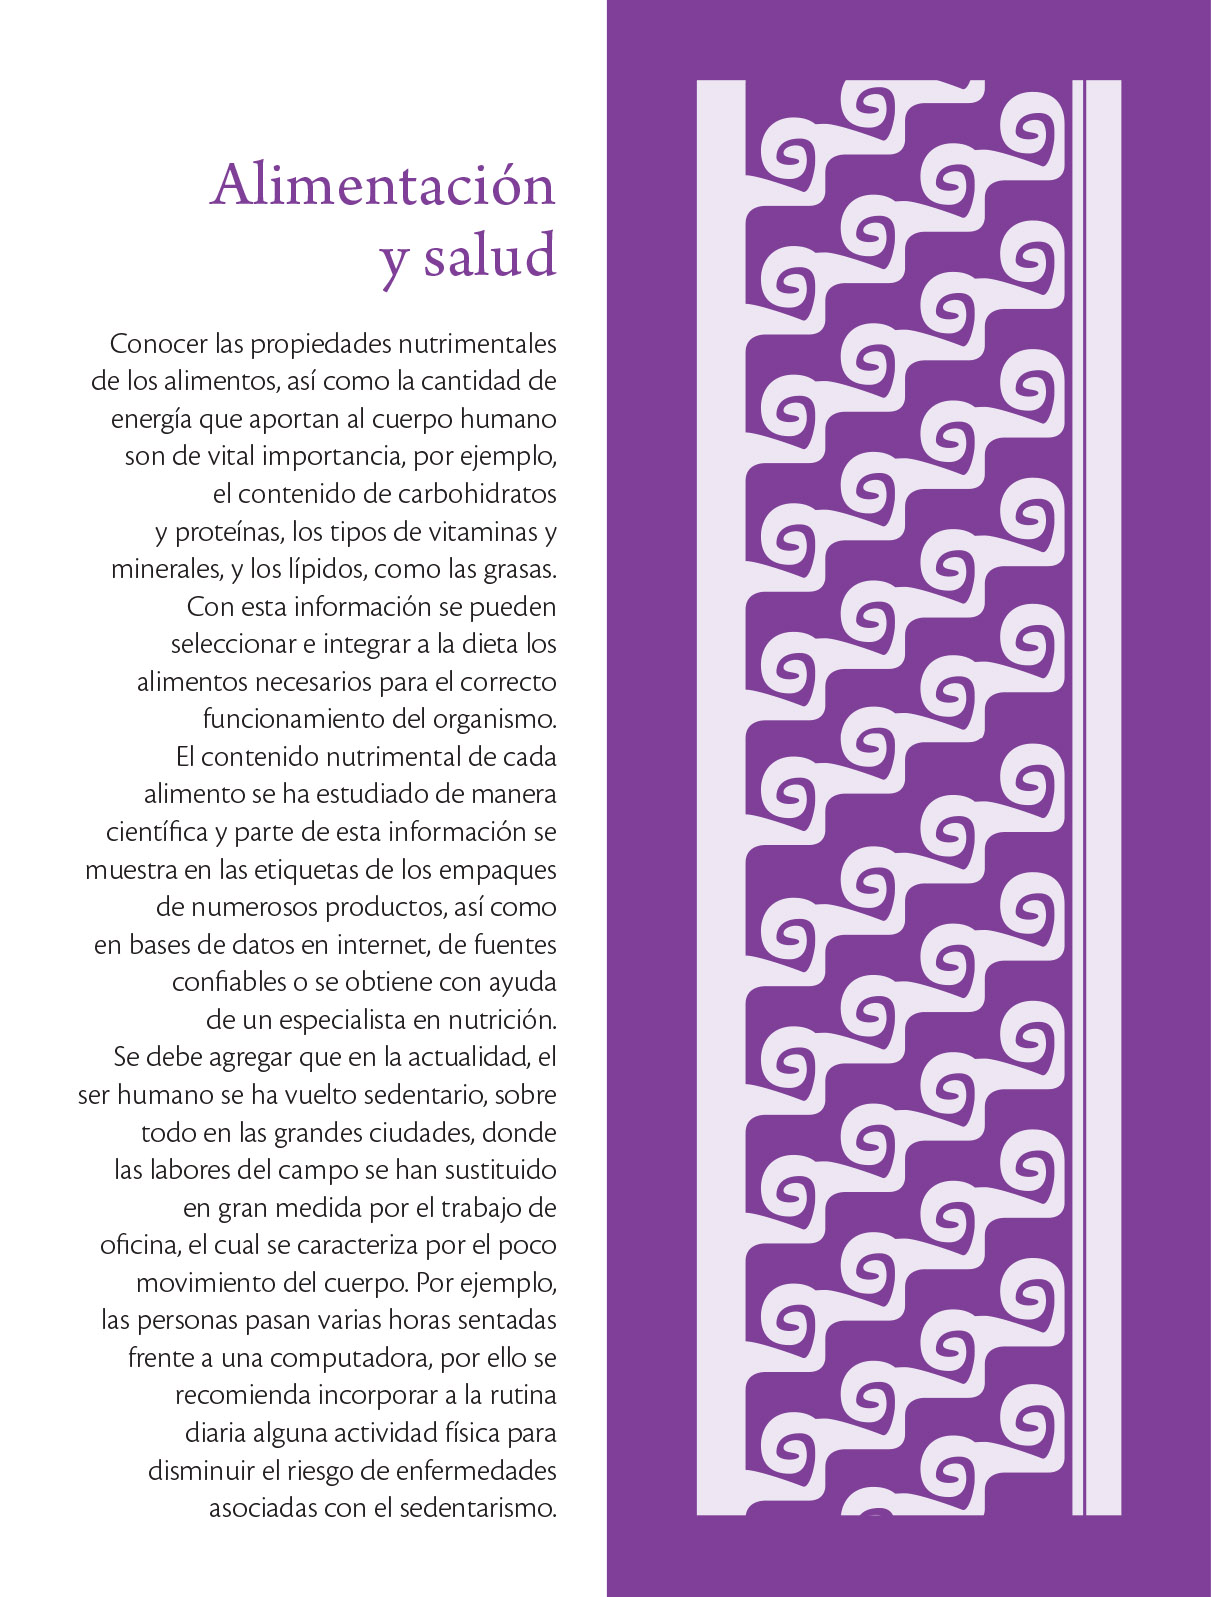 Alimentación
y salud
Conocer las propiedades nutrimentales
de los alimentos, así como la cantidad de
energía que aportan al cuerpo humano
son de vital importancia, por ejemplo,
el contenido de carbohidratos
y proteínas, los tipos de vitaminas y
minerales, y los lípidos, como las grasas.
Con esta información se pueden
seleccionar e integrar a la dieta los
alimentos necesarios para el correcto
funcionamiento del organismo.
El contenido nutrimental de cada
alimento se ha estudiado de manera
científica y parte de esta información se
muestra en las etiquetas de los empaques
de numerosos productos, así como
en bases de datos en internet, de fuentes
confiables o se obtiene con ayuda
de un especialista en nutrición.
Se debe agregar que en la actualidad, el
ser humano se ha vuelto sedentario, sobre
todo en las grandes ciudades, donde
las labores del campo se han sustituido
en gran medida por el trabajo de
oficina, el cual se caracteriza por el poco
movimiento del cuerpo. Por ejemplo,
las personas pasan varias horas sentadas
frente a una computadora, por ello se
recomienda incorporar a la rutina
diaria alguna actividad física para
disminuir el riesgo de enfermedades
asociadas con el sedentarismo.